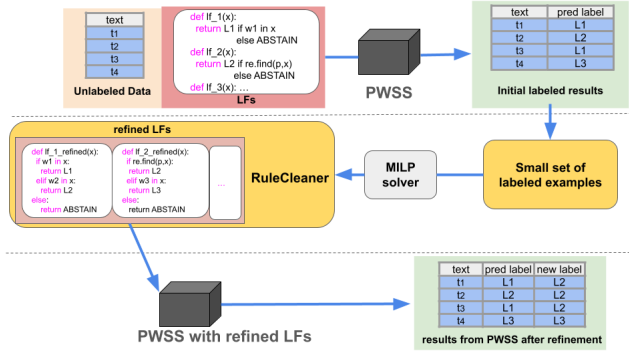 text
t1
t2
t3
t4
Unlabeled Data
def lf_1(x):
return L1 if w1 in x
else ABSTAIN
def lf_2(x):
return L2 if re.find(p,x)
else ABSTAIN
def lf_3(x): ...
LFs
PWSS
text pred label
t1 L1
t2 L2
t3 L1
t4 L3
Initial labeled results
refined LFs
def lf_1_refined(x):
if w1 in x:
return L1
elif w2 in x:
return L2
else:
return ABSTAIN
def lf_2_refined(x):
if re.find(p,x):
return L2
elif w3 in x:
return L3
else:
return ABSTAIN
...
RuleCleaner
MILP
solver
Small set of
labeled examples
PWSS with refined LFs
text pred label new label
t1 L1 L2
t2 L2 L2
t3 L1 L2
t4 L3 L3
results from PWSS after refinement